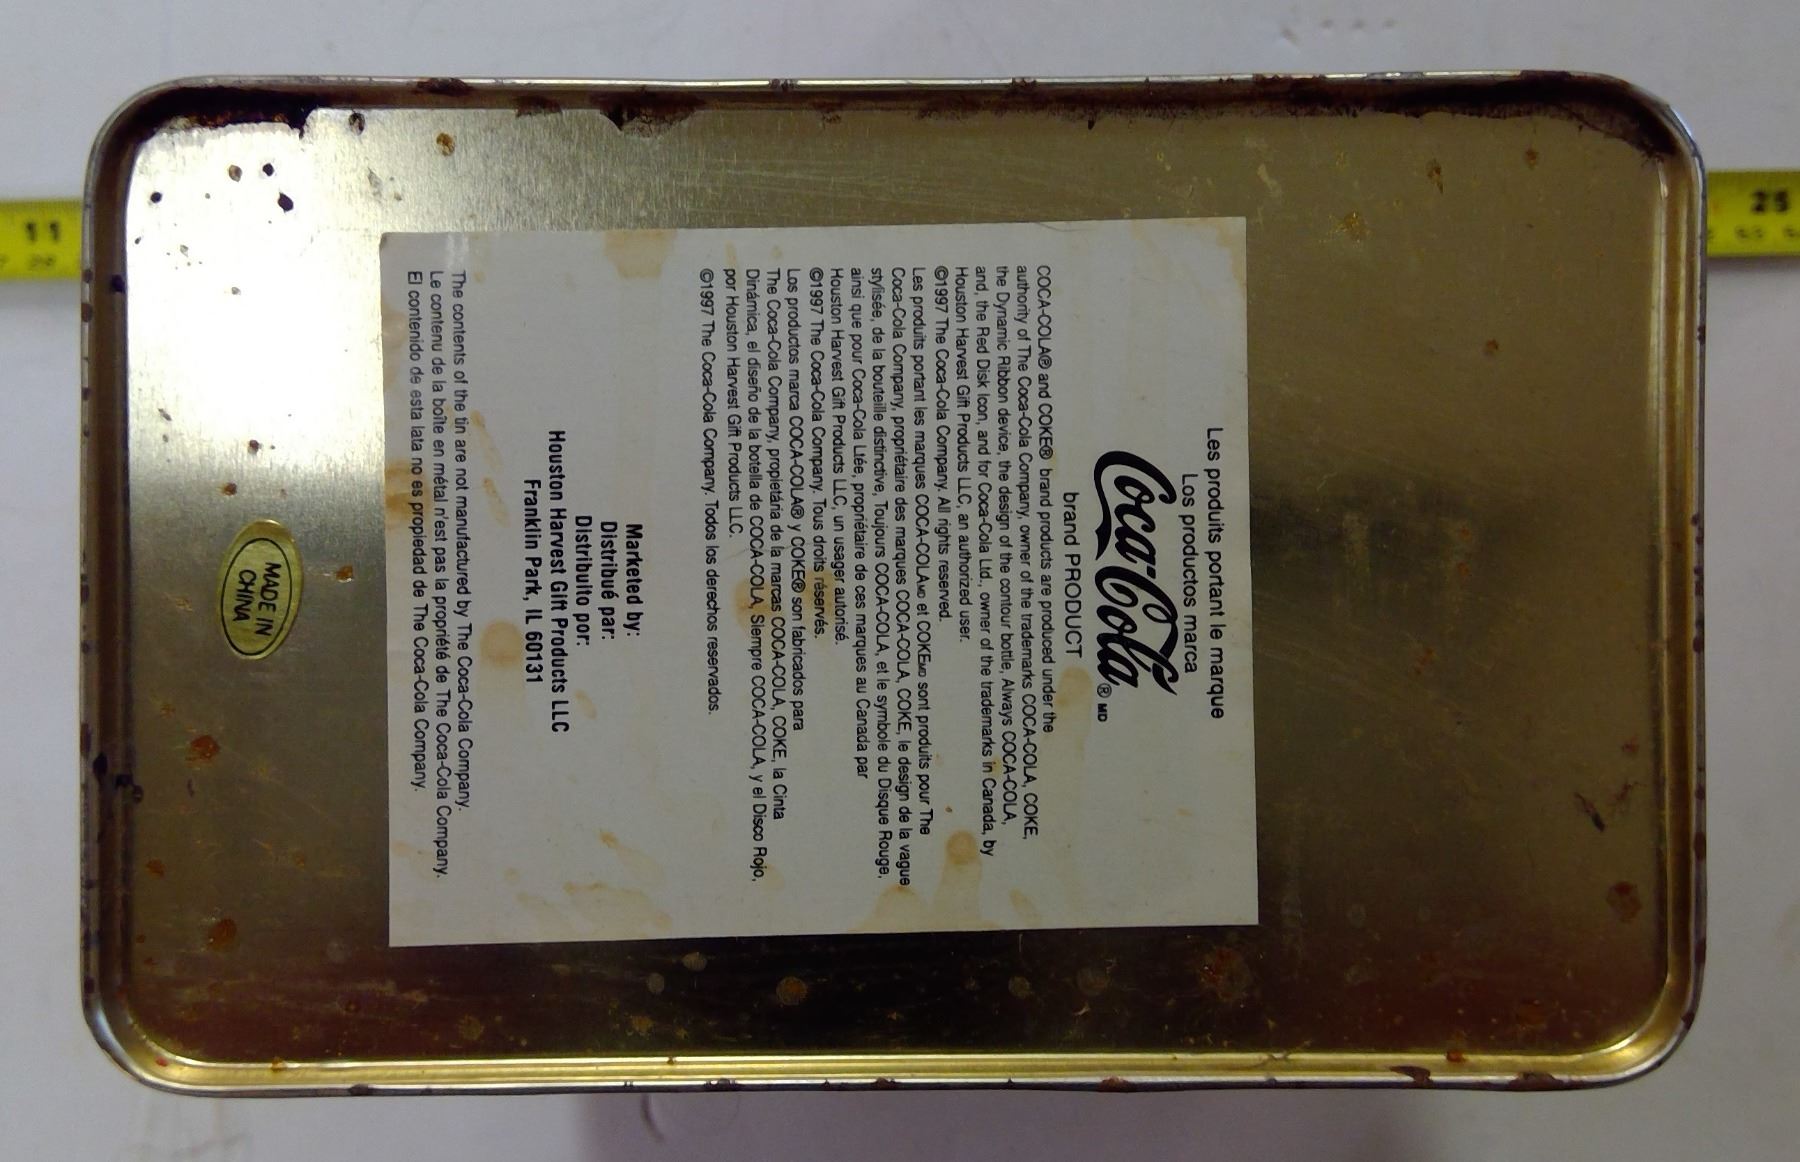 Les produits portant le marque
Los productos marca
Coca-Cola® MD
brand PRODUCT
COCA-COLA® and COKE® brand products are produced under the
authority of The Coca-Cola Company, owner of the trademarks COCA-COLA, COKE,
the Dynamic Ribbon device, the design of the contour bottle, Always COCA-COLA,
and, the Red Disk Icon, and for Coca-Cola Ltd., owner of the trademarks in Canada, by
Houston Harvest Gift Products LLC, an authorized user.
©1997 The Coca-Cola Company. All rights reserved.
Les produits portant les marques COCA-COLAMD et COKEMD sont produits pour The
Coca-Cola Company, propriétaire des marques COCA-COLA, COKE, le design de la vague
stylisée, de la bouteille distinctive, Toujours COCA-COLA, et le symbole du Disque Rouge,
ainsi que pour Coca-Cola Ltée, propriétaire de ces marques au Canada par
Houston Harvest Gift Products LLC, un usager autorisé.
©1997 The Coca-Cola Company. Tous droits réservés.
Los productos marca COCA-COLA® y COKE® son fabricados para
The Coca-Cola Company, propietária de la marcas COCA-COLA, COKE, la Cinta
Dinámica, el diseño de la botella de COCA-COLA, Siempre COCA-COLA, y el Disco Rojo,
por Houston Harvest Gift Products LLC.
©1997 The Coca-Cola Company. Todos los derechos reservados.
Marketed by:
Distribué par:
Distribuito por:
Houston Harvest Gift Products LLC
Franklin Park, IL 60131
The contents of the tin are not manufactured by The Coca-Cola Company.
Le contenu de la boîte en métal n'est pas la propriété de The Coca-Cola Company.
El contenido de esta lata no es propiedad de The Coca-Cola Company.
MADE IN
CHINA
11
25